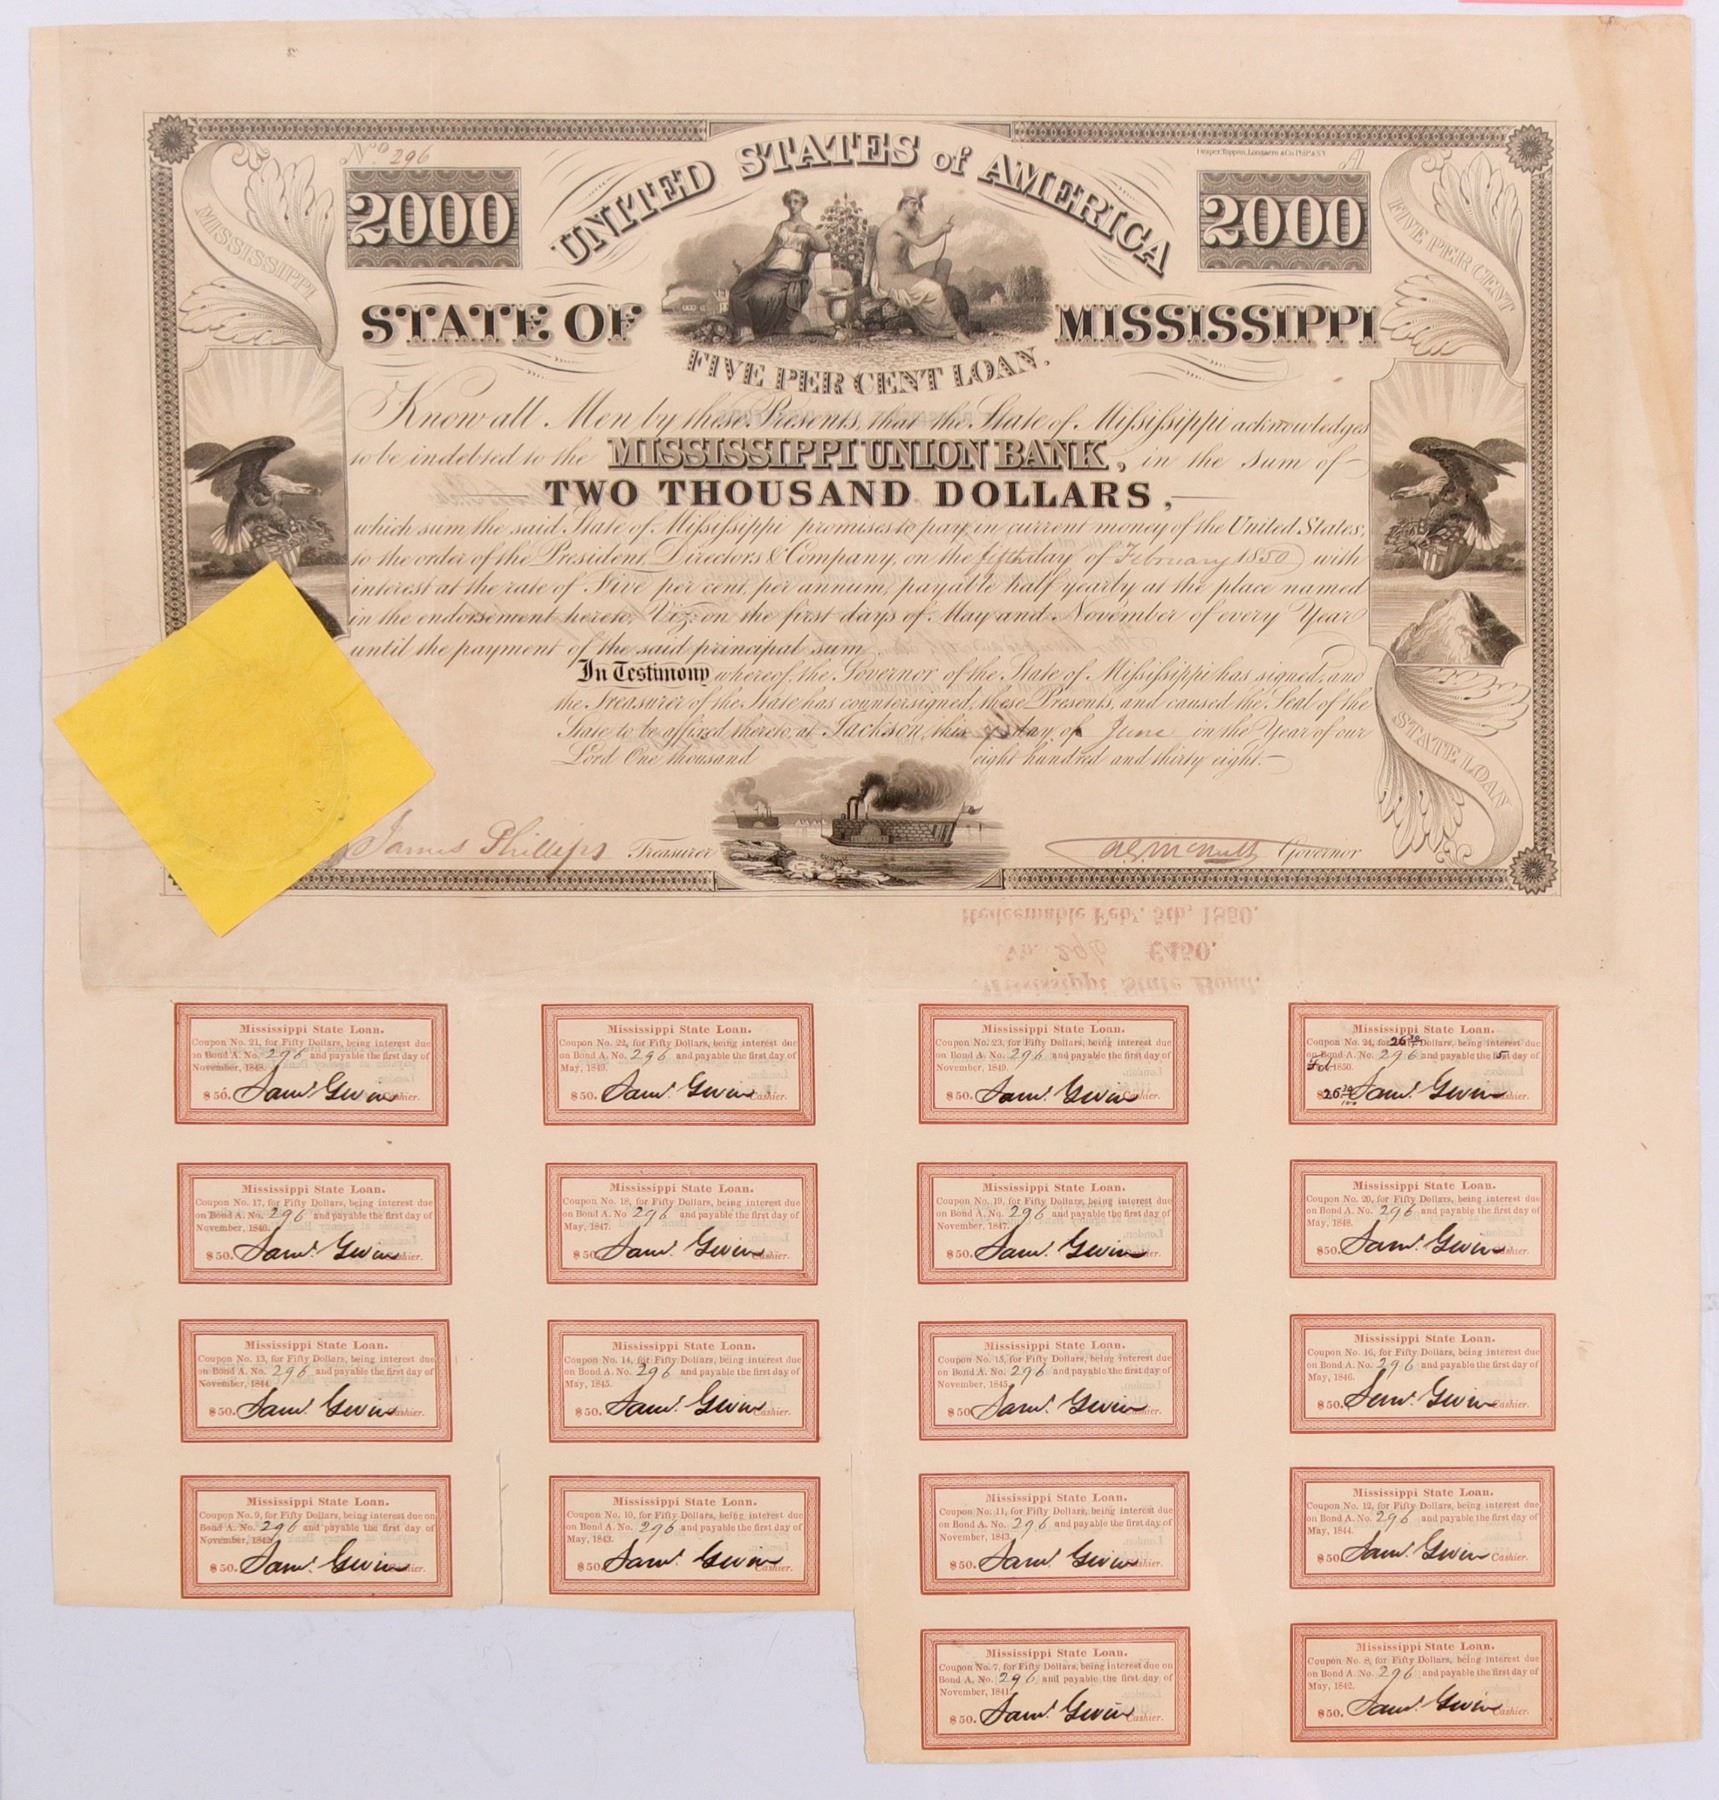 No 296
Draper, Toppan, Longacre & Co. Phila & N.Y.
A
MISSISSIPPI
2000
UNITED STATES of AMERICA
2000
FIVE PER CENT
STATE OF MISSISSIPPI
FIVE PER CENT LOAN.
Know all Men by these Presents, that the State of Mississippi acknowledges
to be indebted to the MISSISSIPPI UNION BANK, in the sum of
TWO THOUSAND DOLLARS,
which sum the said State of Mississippi promises to pay, in current money of the United States,
to the order of the President, Directors & Company, on the fifth day of February 1850 with
interest at the rate of Five per cent, per annum, payable half yearly at the place named
in the endorsement hereto, Viz: on the first days of May and November of every Year
until the payment of the said principal sum.
In Testimony whereof, the Governor of the State of Mississippi has signed, and
the Treasurer of the State has countersigned, these Presents, and caused the Seal of the
State to be affixed thereto, at Jackson, this day of June in the Year of our
Lord One thousand eight hundred and thirty eight.
STATE LOAN
James Phillips Treasurer
A G McNutt Governor
Redeemable Feb'. 5th, 1850.
No. 296 £450.
Mississippi State Bond.
Mississippi State Loan.
Coupon No. 21, for Fifty Dollars, being interest due
on Bond A. No. 296 and payable the first day of
November, 1848.
$50. Saml. Gwin Cashier.
Mississippi State Loan.
Coupon No. 22, for Fifty Dollars, being interest due
on Bond A. No. 296 and payable the first day of
May, 1849.
$50. Saml. Gwin Cashier.
Mississippi State Loan.
Coupon No. 23, for Fifty Dollars, being interest due
on Bond A. No. 296 and payable the first day of
November, 1849.
$50. Saml. Gwin Cashier.
Mississippi State Loan.
Coupon No. 24, for 26 Dollars, being interest due
on Bond A. No. 296 and payable the 5 day of
Feb 1850.
$26 Saml. Gwin Cashier.
Mississippi State Loan.
Coupon No. 17, for Fifty Dollars, being interest due
on Bond A. No. 296 and payable the first day of
November, 1846.
$50. Saml. Gwin Cashier.
Mississippi State Loan.
Coupon No. 18, for Fifty Dollars, being interest due
on Bond A. No 296 and payable the first day of
May, 1847.
$50 Saml. Gwin Cashier.
Mississippi State Loan.
Coupon No. 19, for Fifty Dollars, being interest due
on Bond A. No. 296 and payable the first day of
November, 1847.
$50. Saml. Gwin Cashier.
Mississippi State Loan.
Coupon No. 20, for Fifty Dollars, being interest due
on Bond A. No. 296 and payable the first day of
May, 1848.
$50. Saml. Gwin Cashier.
Mississippi State Loan.
Coupon No. 13, for Fifty Dollars, being interest due
on Bond A. No. 296 and payable the first day of
November, 1844
$50. Saml. Gwin Cashier.
Mississippi State Loan.
Coupon No. 14, for Fifty Dollars, being interest due
on Bond A. No. 296 and payable the first day of
May, 1845.
$50. Saml. Gwin Cashier.
Mississippi State Loan.
Coupon No. 15, for Fifty Dollars, being interest due
on Bond A. No. 296 and payable the first day of
November, 1845.
$50 Saml. Gwin Cashier.
Mississippi State Loan.
Coupon No. 16, for Fifty Dollars, being interest due
on Bond A. No. 296 and payable the first day of
May, 1846.
$50. Saml. Gwin Cashier.
Mississippi State Loan.
Coupon No. 9, for Fifty Dollars, being interest due on
Bond A. No. 296 and payable the first day of
November, 1842
$50. Saml. Gwin Cashier.
Mississippi State Loan.
Coupon No. 10, for Fifty Dollars, being interest due
on Bond A. No. 296 and payable the first day of
May, 1843.
$50. Saml. Gwin Cashier.
Mississippi State Loan.
Coupon No. 11, for Fifty Dollars, being interest due
on Bond A. No. 296 and payable the first day of
November, 1843.
$50. Saml. Gwin Cashier.
Mississippi State Loan.
Coupon No. 12, for Fifty Dollars, being interest due
on Bond A. No. 296 and payable the first day of
May, 1844.
$50. Saml. Gwin Cashier.
Mississippi State Loan.
Coupon No. 7, for Fifty Dollars, being interest due on
Bond A. No. 296 and payable the first day of
November, 1841.
$50. Saml. Gwin Cashier.
Mississippi State Loan.
Coupon No. 8, for Fifty Dollars, being interest due
on Bond A. No. 296 and payable the first day of
May, 1842.
$50. Saml. Gwin Cashier.